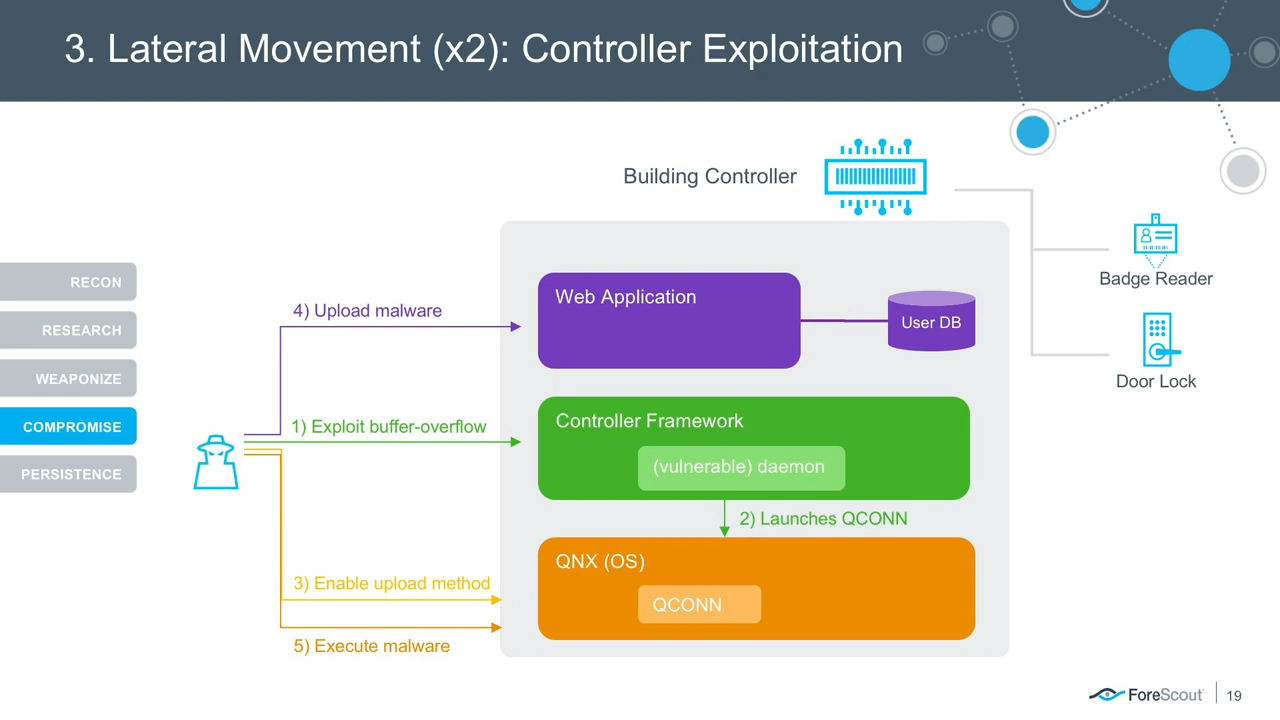 3. Lateral Movement (x2): Controller Exploitation
Building Controller
Badge Reader
Door Lock
RECON
RESEARCH
WEAPONIZE
COMPROMISE
PERSISTENCE
4) Upload malware
1) Exploit buffer-overflow
3) Enable upload method
5) Execute malware
Web Application
User DB
Controller Framework
(vulnerable) daemon
2) Launches QCONN
QNX (OS)
QCONN
ForeScout
19